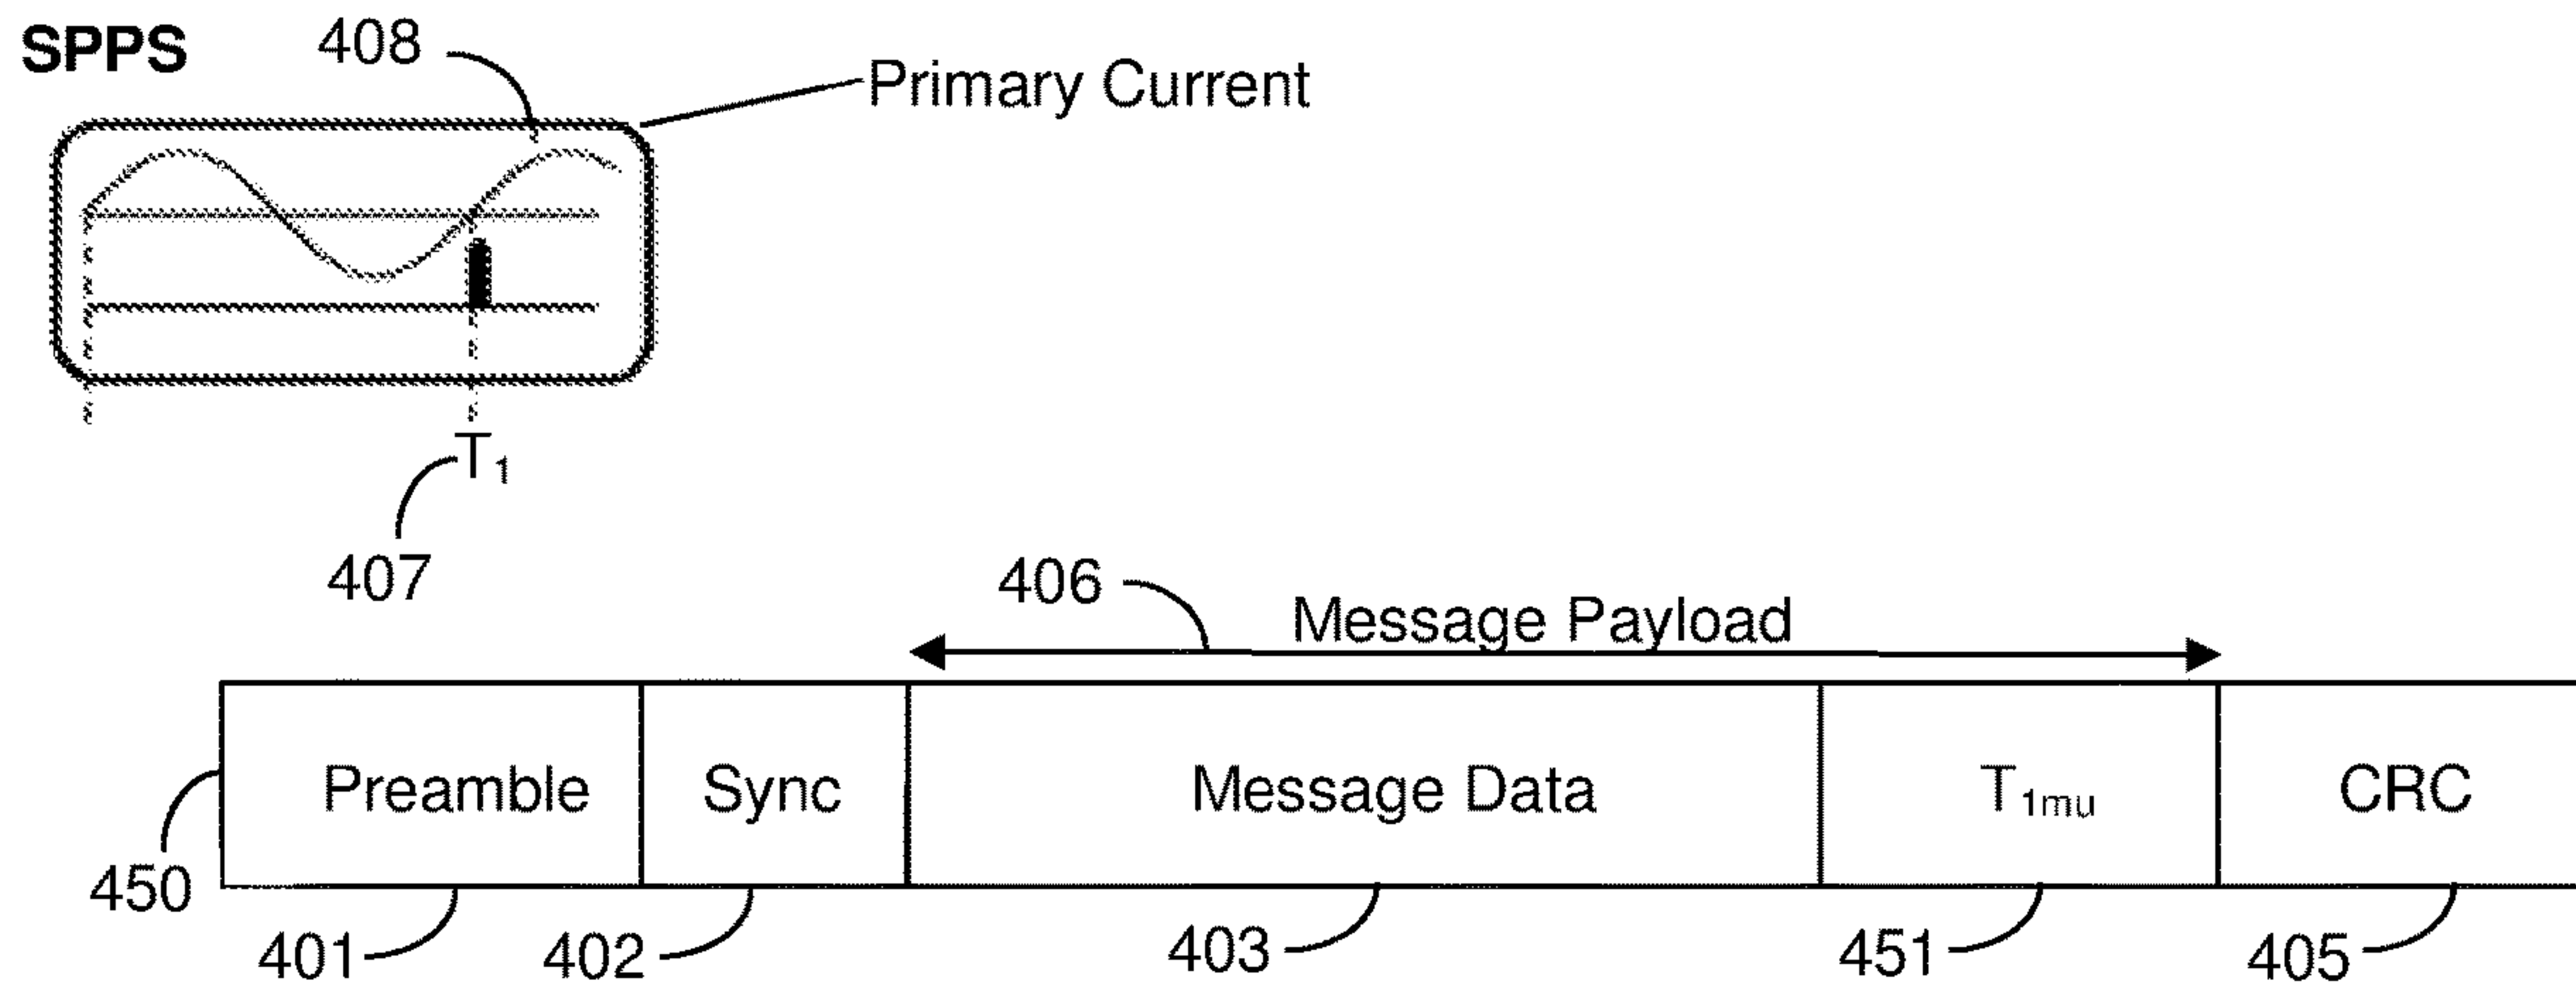 SPPS
408
Primary Current
T1
407
406
Message Payload
Preamble
Sync
Message Data
T1mu
CRC
450
401
402
403
451
405